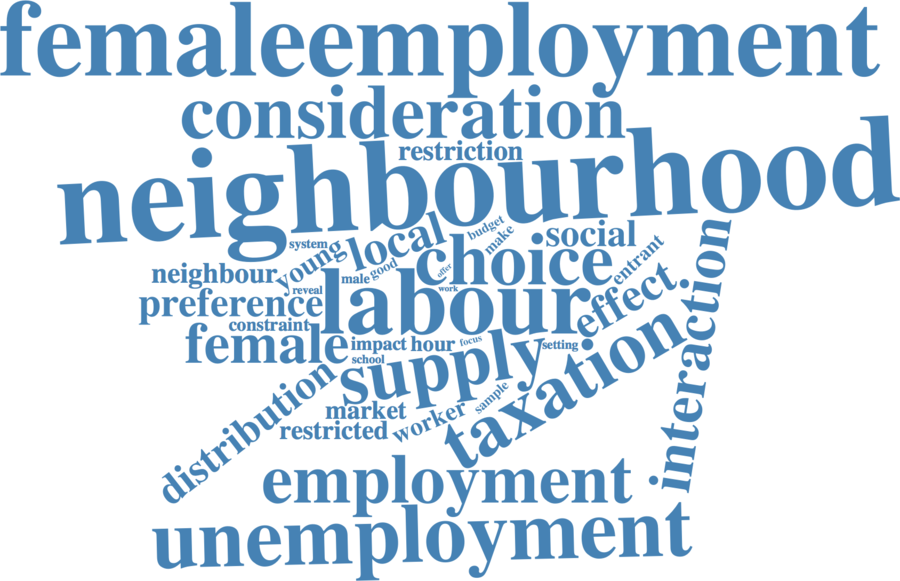 femaleemployment
consideration
restriction
neighbourhood
budget
social
local
make
system
choice
entrant
young
good
neighbour
male
offer
effect
interaction
reveal
work
preference
labour
constraint
female
impact hour
focus
setting
school
supply
taxation
distribution
sample
market
worker
restricted
employment
unemployment